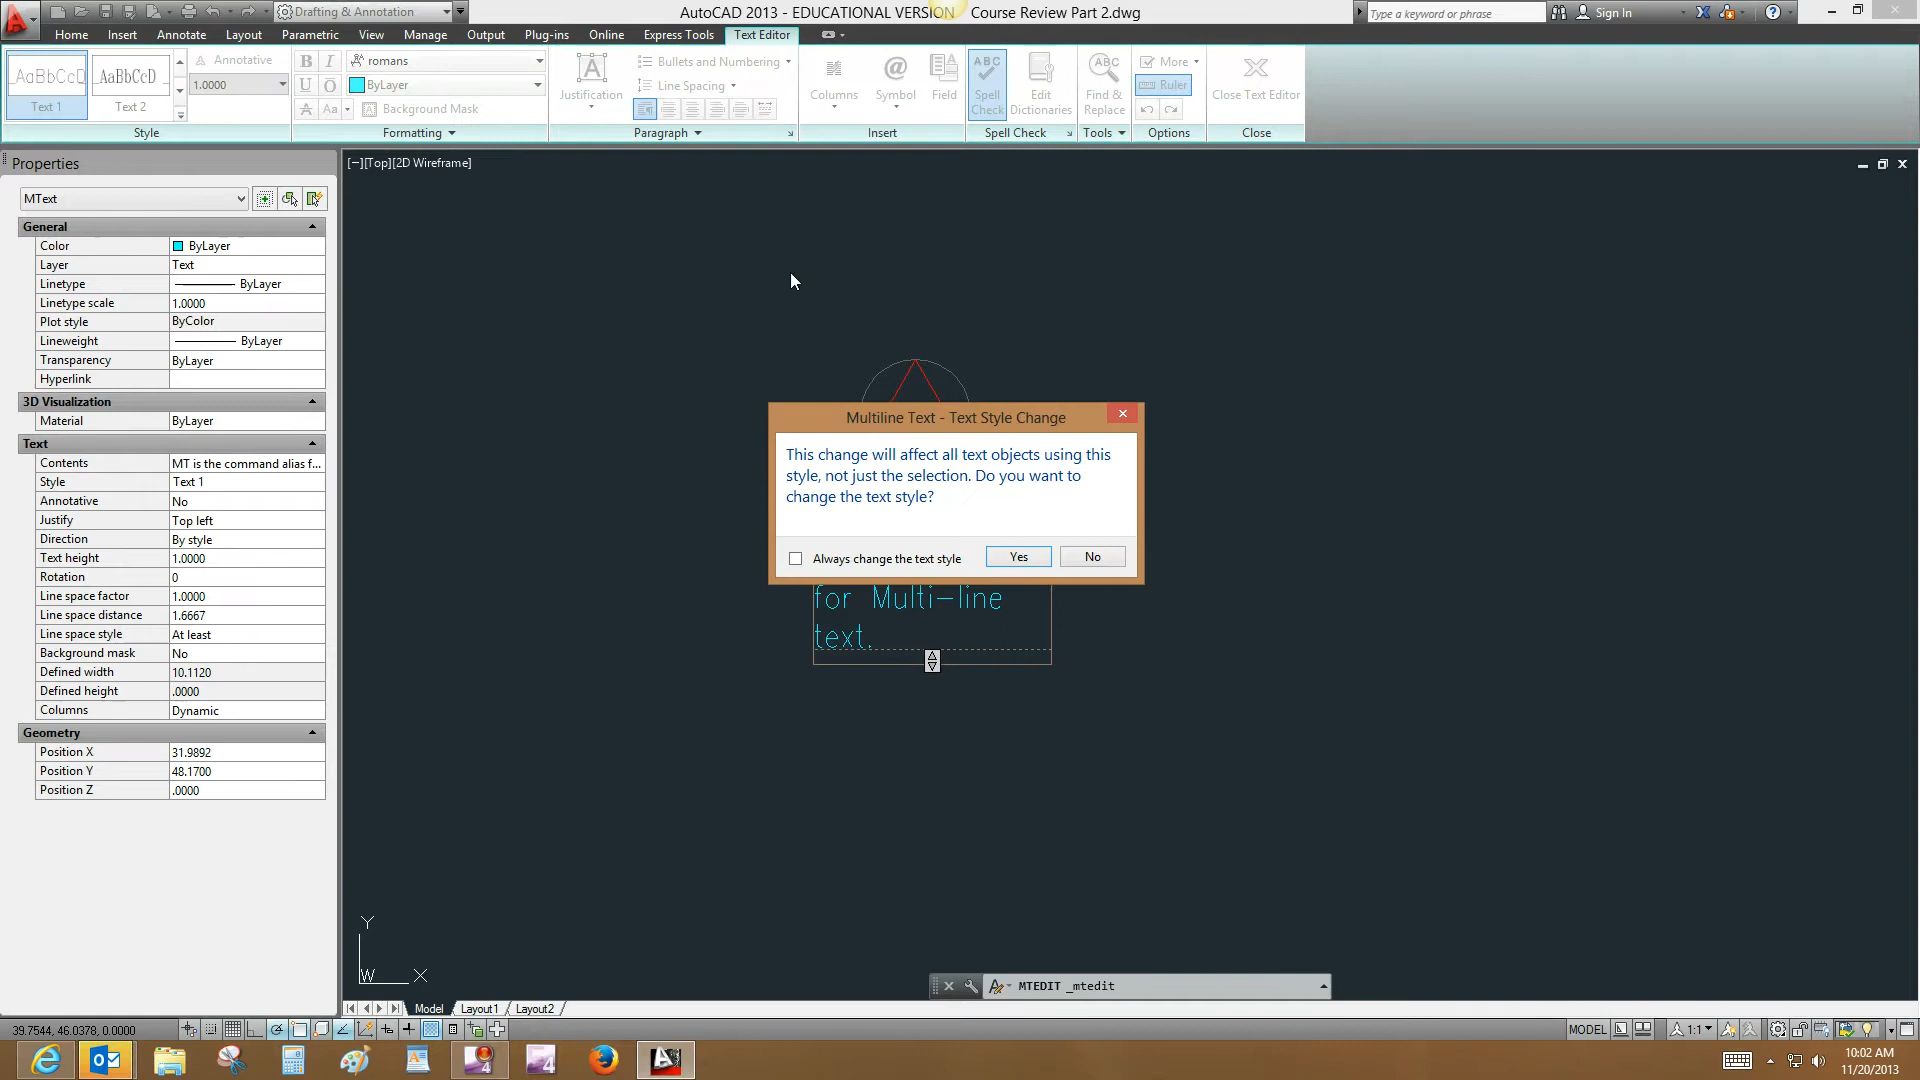 Drafting & Annotation
AutoCAD 2013 - EDUCATIONAL VERSION Course Review Part 2.dwg
Type a keyword or phrase
Sign In
Home Insert Annotate Layout Parametric View Manage Output Plug-ins Online Express Tools Text Editor
AaBbCcD AaBbCcD
Text 1 Text 2
Annotative
1.0000
Style
B I romans
U O ByLayer
A Aa Background Mask
Formatting
Justification
Bullets and Numbering
Line Spacing
Paragraph
Columns
@ Symbol
Field
Insert
ABC Spell Check
Edit Dictionaries
Spell Check
ABC Find & Replace
Tools
More
Ruler
Options
Close Text Editor
Close
Properties
MText
General
Color ByLayer
Layer Text
Linetype ByLayer
Linetype scale 1.0000
Plot style ByColor
Lineweight ByLayer
Transparency ByLayer
Hyperlink
3D Visualization
Material ByLayer
Text
Contents MT is the command alias f...
Style Text 1
Annotative No
Justify Top left
Direction By style
Text height 1.0000
Rotation 0
Line space factor 1.0000
Line space distance 1.6667
Line space style At least
Background mask No
Defined width 10.1120
Defined height .0000
Columns Dynamic
Geometry
Position X 31.9892
Position Y 48.1700
Position Z .0000
[−][Top][2D Wireframe]
Multiline Text - Text Style Change
This change will affect all text objects using this
style, not just the selection. Do you want to
change the text style?
Always change the text style Yes No
for Multi-line
text.
Y
W X
MTEDIT _mtedit
Model Layout1 Layout2
39.7544, 46.0378, 0.0000
MODEL
1:1
10:02 AM
11/20/2013